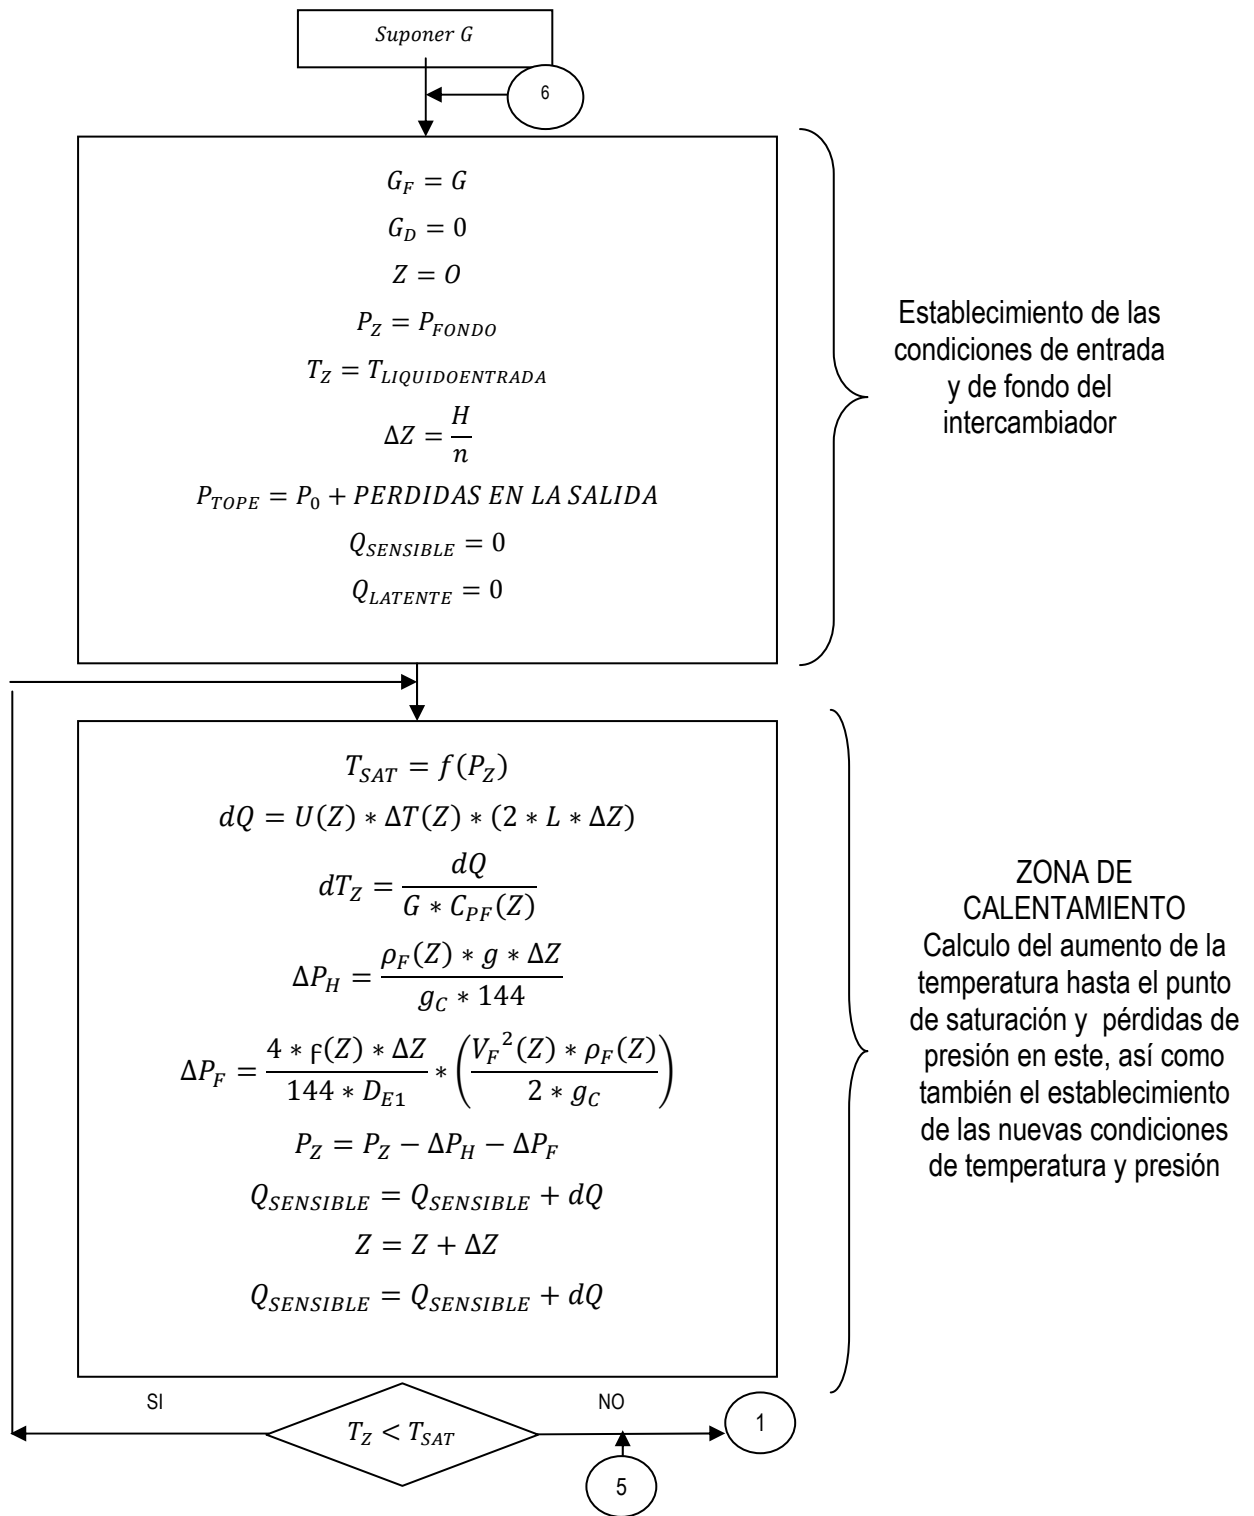 Suponer G
6
G_F = G
G_D = 0
Z = O
P_Z = P_FONDO
T_Z = T_LIQUIDOENTRADA
ΔZ = H/n
P_TOPE = P_0 + PERDIDAS EN LA SALIDA
Q_SENSIBLE = 0
Q_LATENTE = 0
Establecimiento de las
condiciones de entrada
y de fondo del
intercambiador
T_SAT = f(P_Z)
dQ = U(Z) * ΔT(Z) * (2 * L * ΔZ)
dT_Z = dQ / (G * C_PF(Z))
ΔP_H = (ρ_F(Z) * g * ΔZ) / (g_C * 144)
ΔP_F = (4 * f(Z) * ΔZ) / (144 * D_E1) * ((V_F^2(Z) * ρ_F(Z)) / (2 * g_C))
P_Z = P_Z − ΔP_H − ΔP_F
Q_SENSIBLE = Q_SENSIBLE + dQ
Z = Z + ΔZ
Q_SENSIBLE = Q_SENSIBLE + dQ
ZONA DE
CALENTAMIENTO
Calculo del aumento de la
temperatura hasta el punto
de saturación y pérdidas de
presión en este, así como
también el establecimiento
de las nuevas condiciones
de temperatura y presión
SI
T_Z < T_SAT
NO
1
5